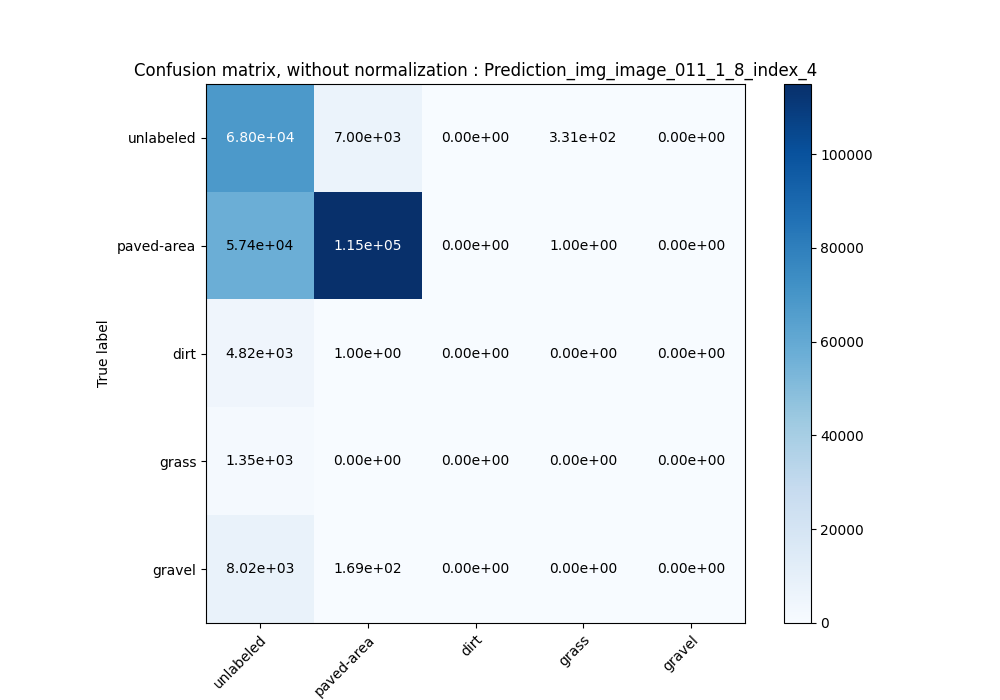 Confusion matrix, without normalization : Prediction_img_image_011_1_8_index_4
unlabeled 6.80e+04 7.00e+03 0.00e+00 3.31e+02 0.00e+00
100000
paved-area 5.74e+04 1.15e+05 0.00e+00 1.00e+00 0.00e+00
80000
60000
True label
dirt 4.82e+03 1.00e+00 0.00e+00 0.00e+00 0.00e+00
40000
grass 1.35e+03 0.00e+00 0.00e+00 0.00e+00 0.00e+00
20000
gravel 8.02e+03 1.69e+02 0.00e+00 0.00e+00 0.00e+00
0
unlabeled paved-area dirt grass gravel